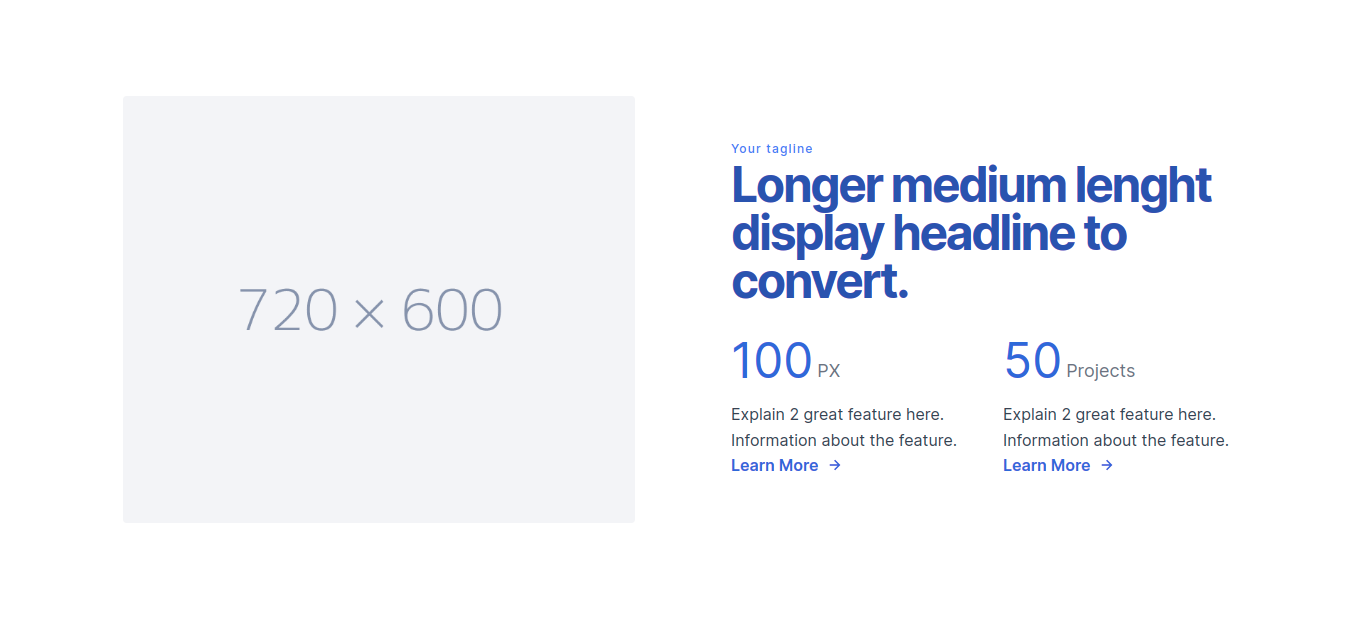 720 × 600
Your tagline
Longer medium lenght
display headline to
convert.
100 PX
Explain 2 great feature here.
Information about the feature.
Learn More →
50 Projects
Explain 2 great feature here.
Information about the feature.
Learn More →